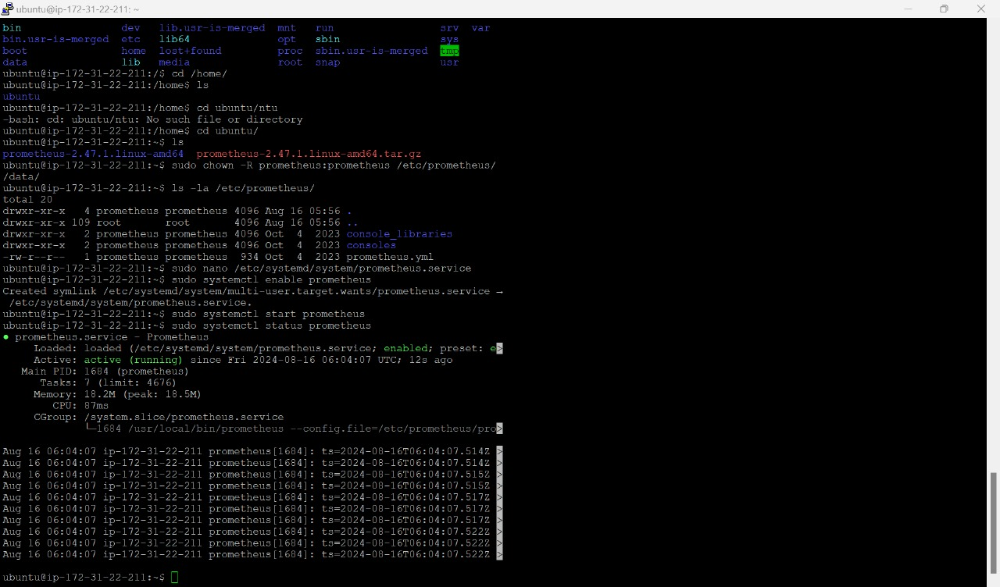 ubuntu@ip-172-31-22-211: ~
bin dev lib.usr-is-merged mnt run srv var
bin.usr-is-merged etc lib64 opt sbin sys
boot home lost+found proc sbin.usr-is-merged tmp
data lib media root snap usr
ubuntu@ip-172-31-22-211:/$ cd /home/
ubuntu@ip-172-31-22-211:/home$ ls
ubuntu
ubuntu@ip-172-31-22-211:/home$ cd ubuntu/ntu
-bash: cd: ubuntu/ntu: No such file or directory
ubuntu@ip-172-31-22-211:/home$ cd ubuntu/
ubuntu@ip-172-31-22-211:~$ ls
prometheus-2.47.1.linux-amd64 prometheus-2.47.1.linux-amd64.tar.gz
ubuntu@ip-172-31-22-211:~$ sudo chown -R prometheus:prometheus /etc/prometheus/
/data/
ubuntu@ip-172-31-22-211:~$ ls -la /etc/prometheus/
total 20
drwxr-xr-x 4 prometheus prometheus 4096 Aug 16 05:56 .
drwxr-xr-x 109 root root 4096 Aug 16 05:56 ..
drwxr-xr-x 2 prometheus prometheus 4096 Oct 4 2023 console_libraries
drwxr-xr-x 2 prometheus prometheus 4096 Oct 4 2023 consoles
-rw-r--r-- 1 prometheus prometheus 934 Oct 4 2023 prometheus.yml
ubuntu@ip-172-31-22-211:~$ sudo nano /etc/systemd/system/prometheus.service
ubuntu@ip-172-31-22-211:~$ sudo systemctl enable prometheus
Created symlink /etc/systemd/system/multi-user.target.wants/prometheus.service →
/etc/systemd/system/prometheus.service.
ubuntu@ip-172-31-22-211:~$ sudo systemctl start prometheus
ubuntu@ip-172-31-22-211:~$ sudo systemctl status prometheus
● prometheus.service - Prometheus
Loaded: loaded (/etc/systemd/system/prometheus.service; enabled; preset: e>
Active: active (running) since Fri 2024-08-16 06:04:07 UTC; 12s ago
Main PID: 1684 (prometheus)
Tasks: 7 (limit: 4676)
Memory: 18.2M (peak: 18.5M)
CPU: 87ms
CGroup: /system.slice/prometheus.service
└─1684 /usr/local/bin/prometheus --config.file=/etc/prometheus/pro>
Aug 16 06:04:07 ip-172-31-22-211 prometheus[1684]: ts=2024-08-16T06:04:07.514Z >
Aug 16 06:04:07 ip-172-31-22-211 prometheus[1684]: ts=2024-08-16T06:04:07.514Z >
Aug 16 06:04:07 ip-172-31-22-211 prometheus[1684]: ts=2024-08-16T06:04:07.515Z >
Aug 16 06:04:07 ip-172-31-22-211 prometheus[1684]: ts=2024-08-16T06:04:07.515Z >
Aug 16 06:04:07 ip-172-31-22-211 prometheus[1684]: ts=2024-08-16T06:04:07.517Z >
Aug 16 06:04:07 ip-172-31-22-211 prometheus[1684]: ts=2024-08-16T06:04:07.517Z >
Aug 16 06:04:07 ip-172-31-22-211 prometheus[1684]: ts=2024-08-16T06:04:07.517Z >
Aug 16 06:04:07 ip-172-31-22-211 prometheus[1684]: ts=2024-08-16T06:04:07.522Z >
Aug 16 06:04:07 ip-172-31-22-211 prometheus[1684]: ts=2024-08-16T06:04:07.522Z >
Aug 16 06:04:07 ip-172-31-22-211 prometheus[1684]: ts=2024-08-16T06:04:07.522Z >
ubuntu@ip-172-31-22-211:~$